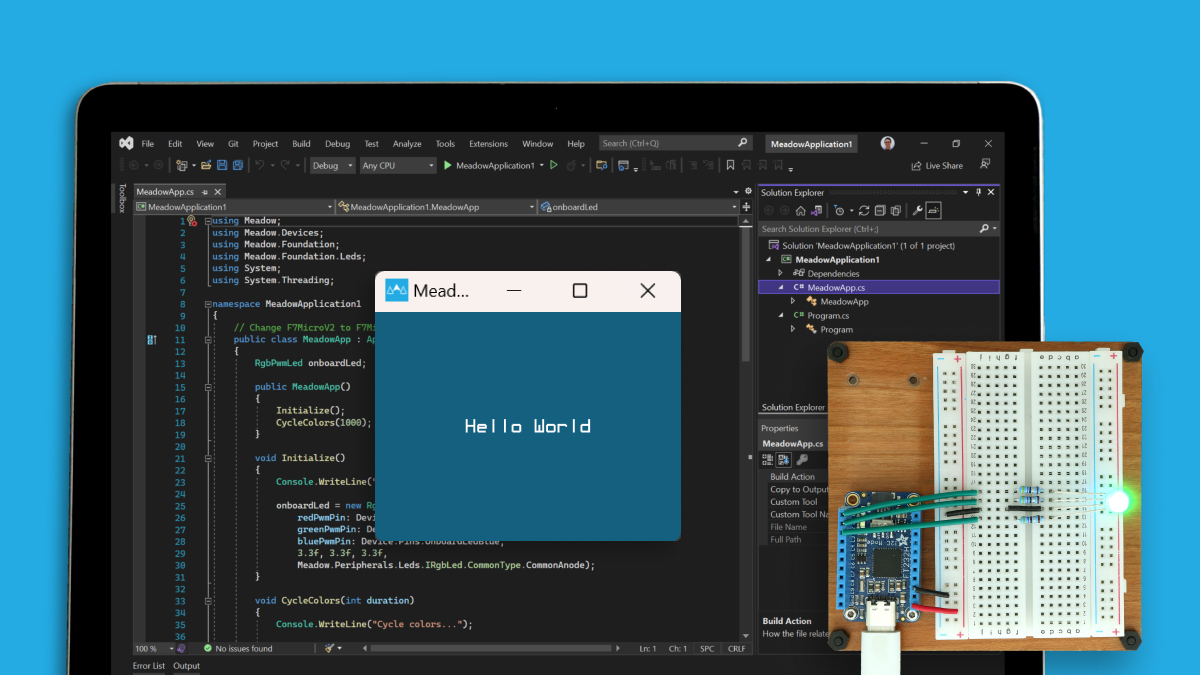 File Edit View Git Project Build Debug Test Analyze Tools Extensions Window Help Search (Ctrl+Q) MeadowApplication1
Debug Any CPU MeadowApplication1 Live Share
Toolbox
MeadowApp.cs
MeadowApplication1 MeadowApplication1.MeadowApp onboardLed
1 using Meadow;
2 using Meadow.Devices;
3 using Meadow.Foundation;
4 using Meadow.Foundation.Leds;
5 using System;
6 using System.Threading;
7
8 namespace MeadowApplication1
9 {
10 // Change F7MicroV2 to F7Mi
11 public class MeadowApp : Ap
12 {
13 RgbPwmLed onboardLed;
14
15 public MeadowApp()
16 {
17 Initialize();
18 CycleColors(1000);
19 }
20
21 void Initialize()
22 {
23 Console.WriteLine("
24
25 onboardLed = new Rg
26 redPwmPin: Devi
27 greenPwmPin: De
28 bluePwmPin: Device.Pins.OnboardLedBlue,
29 3.3f, 3.3f, 3.3f,
30 Meadow.Peripherals.Leds.IRgbLed.CommonType.CommonAnode);
31 }
32
33 void CycleColors(int duration)
34 {
35 Console.WriteLine("Cycle colors...");
36
100 % No issues found Ln: 1 Ch: 1 SPC CRLF
Error List Output
Mead...
Hello World
Solution Explorer
Search Solution Explorer (Ctrl+;)
Solution 'MeadowApplication1' (1 of 1 project)
MeadowApplication1
Dependencies
C# MeadowApp.cs
MeadowApp
C# Program.cs
Program
Solution Explorer
Properties
MeadowApp.cs
Build Action
Copy to Output
Custom Tool
Custom Tool Na
File Name
Full Path
Build Action
How the file relate
FT232H